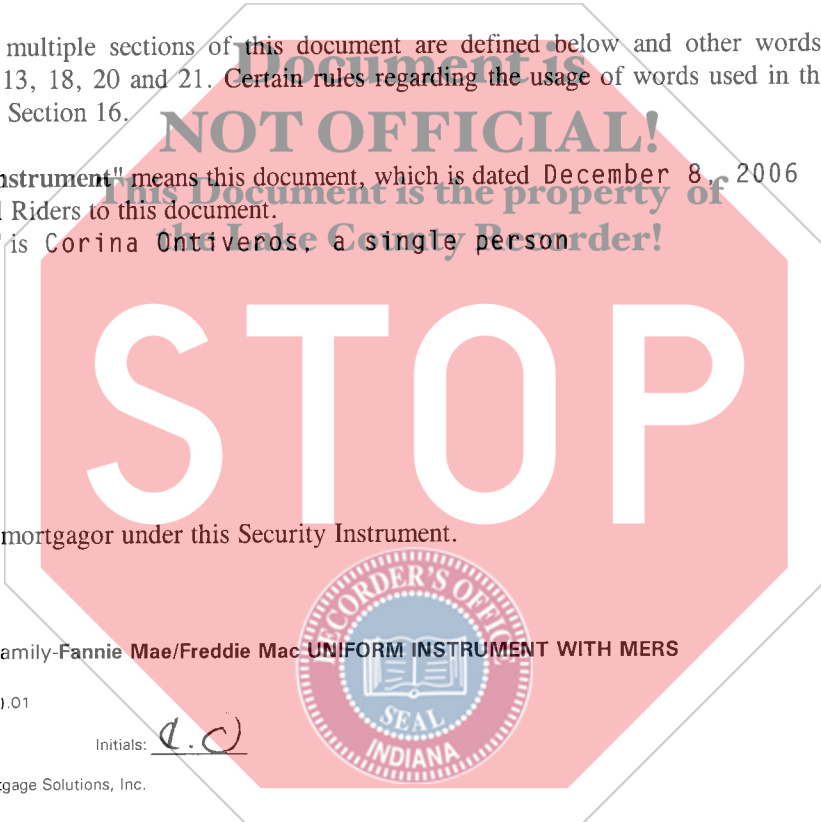 multiple sections of this document are defined below and other words
Document is
13, 18, 20 and 21. Certain rules regarding the usage of words used in th
Section 16.
NOT OFFICIAL!
nstrument" means this document, which is dated December 8, 2006
This Document is the property of
l Riders to this document.
is Corina Ontiveros, a single person
the Lake County Recorder!
STOP
mortgagor under this Security Instrument.
RECORDER'S OFFICE
amily-Fannie Mae/Freddie Mac UNIFORM INSTRUMENT WITH MERS
).01
SEAL
Initials: C.O
INDIANA
tgage Solutions, Inc.